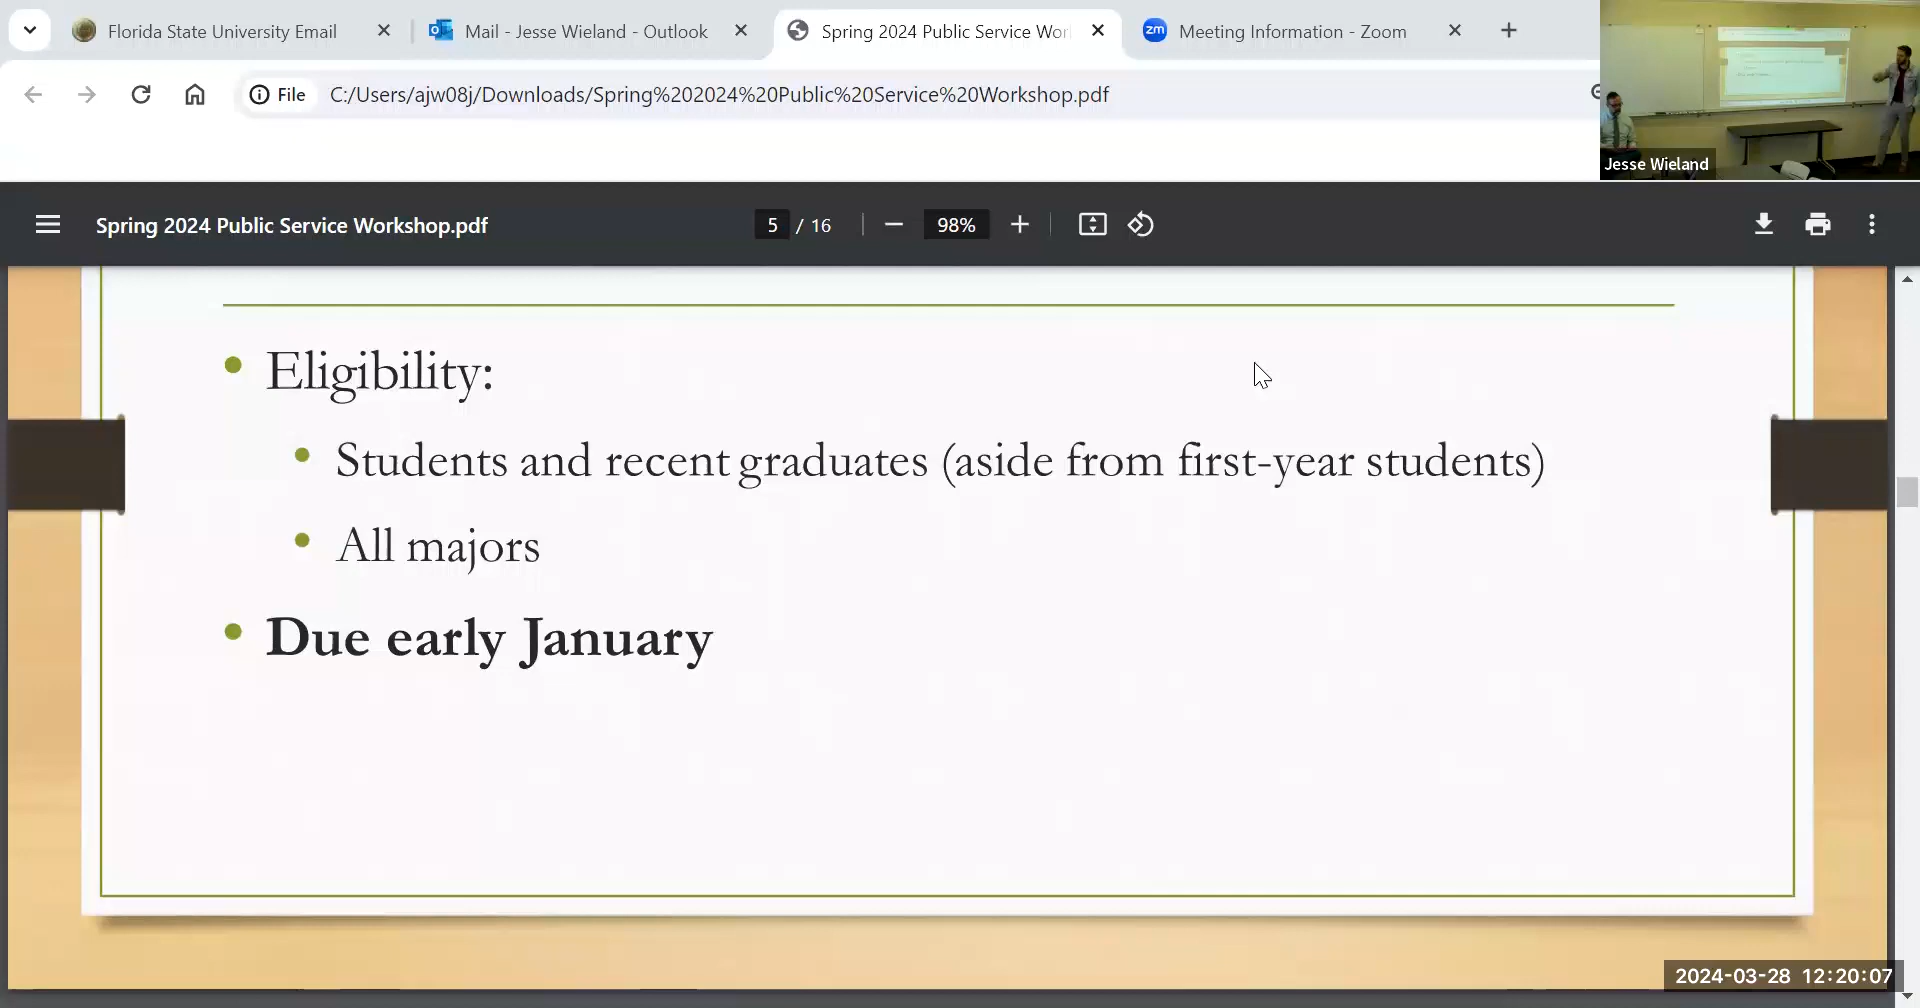 Florida State University Email
Mail - Jesse Wieland - Outlook
Spring 2024 Public Service Wor
zm
Meeting Information - Zoom
File
C:/Users/ajw08j/Downloads/Spring%202024%20Public%20Service%20Workshop.pdf
Jesse Wieland
Spring 2024 Public Service Workshop.pdf
5 / 16
98%
Eligibility:
Students and recent graduates (aside from first-year students)
All majors
Due early January
2024-03-28 12:20:07